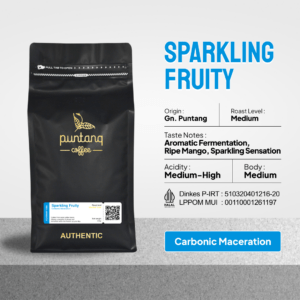 SPARKLING
FRUITY
Origin :
Gn. Puntang
Roast Level :
Medium
Taste Notes :
Aromatic Fermentation,
Ripe Mango, Sparkling Sensation
Acidity :
Medium-High
Body :
Medium
Dinkes P-IRT : 510320401216-20
LPPOM MUI : 00110001261197
Carbonic Maceration
puntang
coffee
Sparkling Fruity
AUTHENTIC